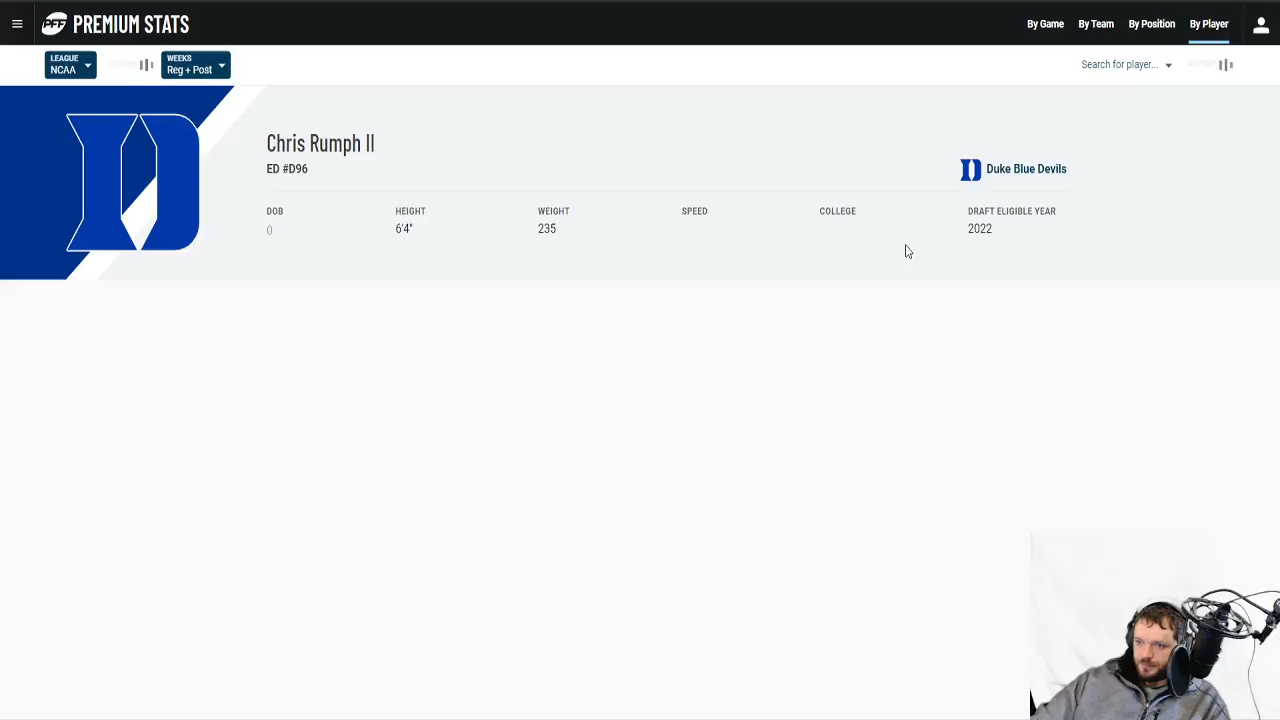 PFF PREMIUM STATS
By Game By Team By Position By Player
LEAGUE
NCAA
WEEKS
Reg + Post
Search for player...
Chris Rumph II
ED #D96
Duke Blue Devils
DOB HEIGHT WEIGHT SPEED COLLEGE DRAFT ELIGIBLE YEAR
() 6'4" 235 2022